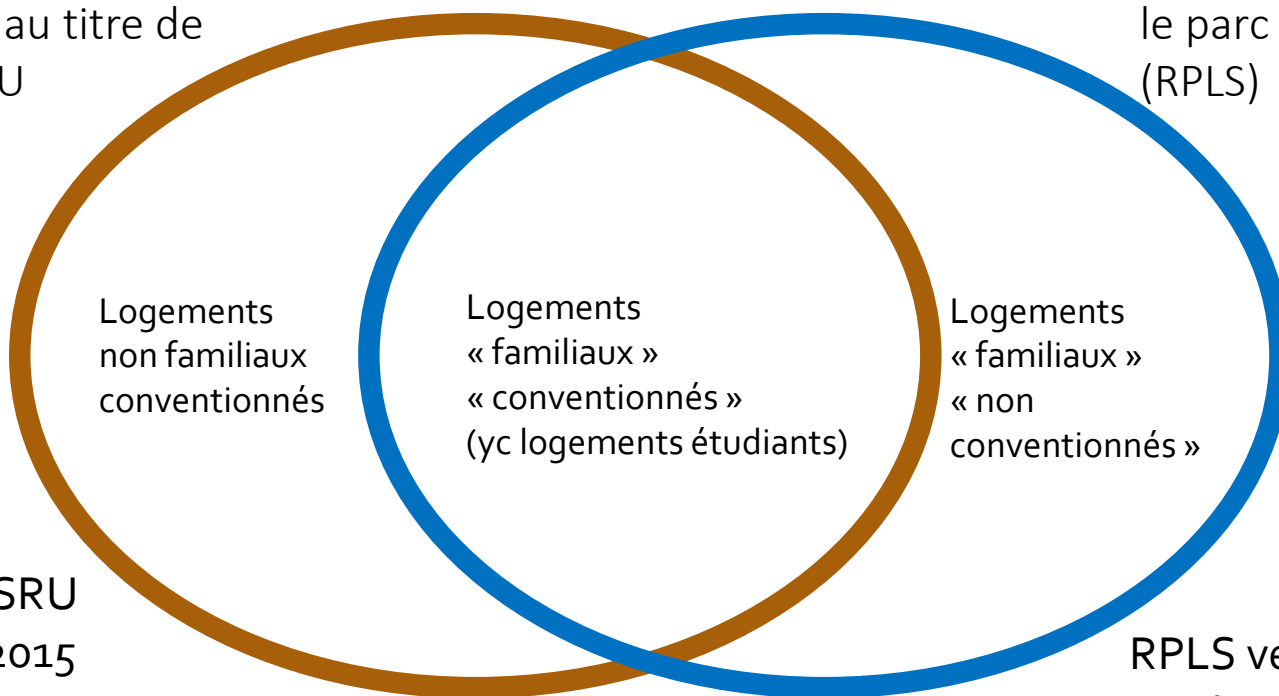 au titre de
U
le parc
(RPLS)
Logements
non familiaux
conventionnés
Logements
« familiaux »
« conventionnés »
(yc logements étudiants)
Logements
« familiaux »
« non
conventionnés »
SRU
2015
RPLS ve